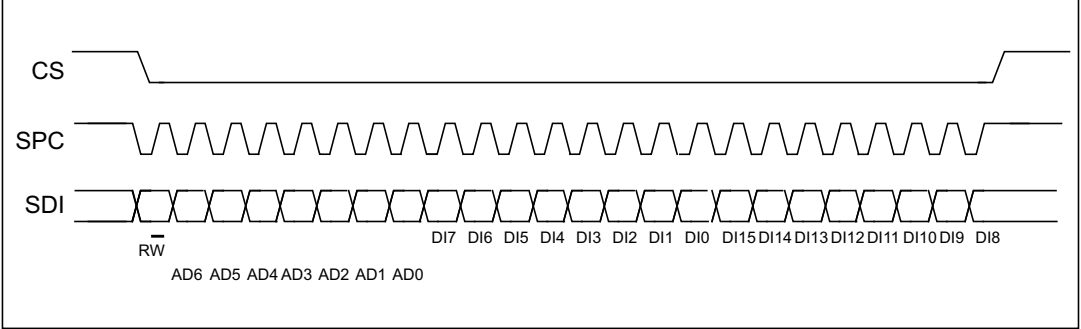 CS
SPC
SDI
RW
DI7 DI6 DI5 DI4 DI3 DI2 DI1 DI0 DI15 DI14 DI13 DI12 DI11 DI10 DI9 DI8
AD6 AD5 AD4 AD3 AD2 AD1 AD0